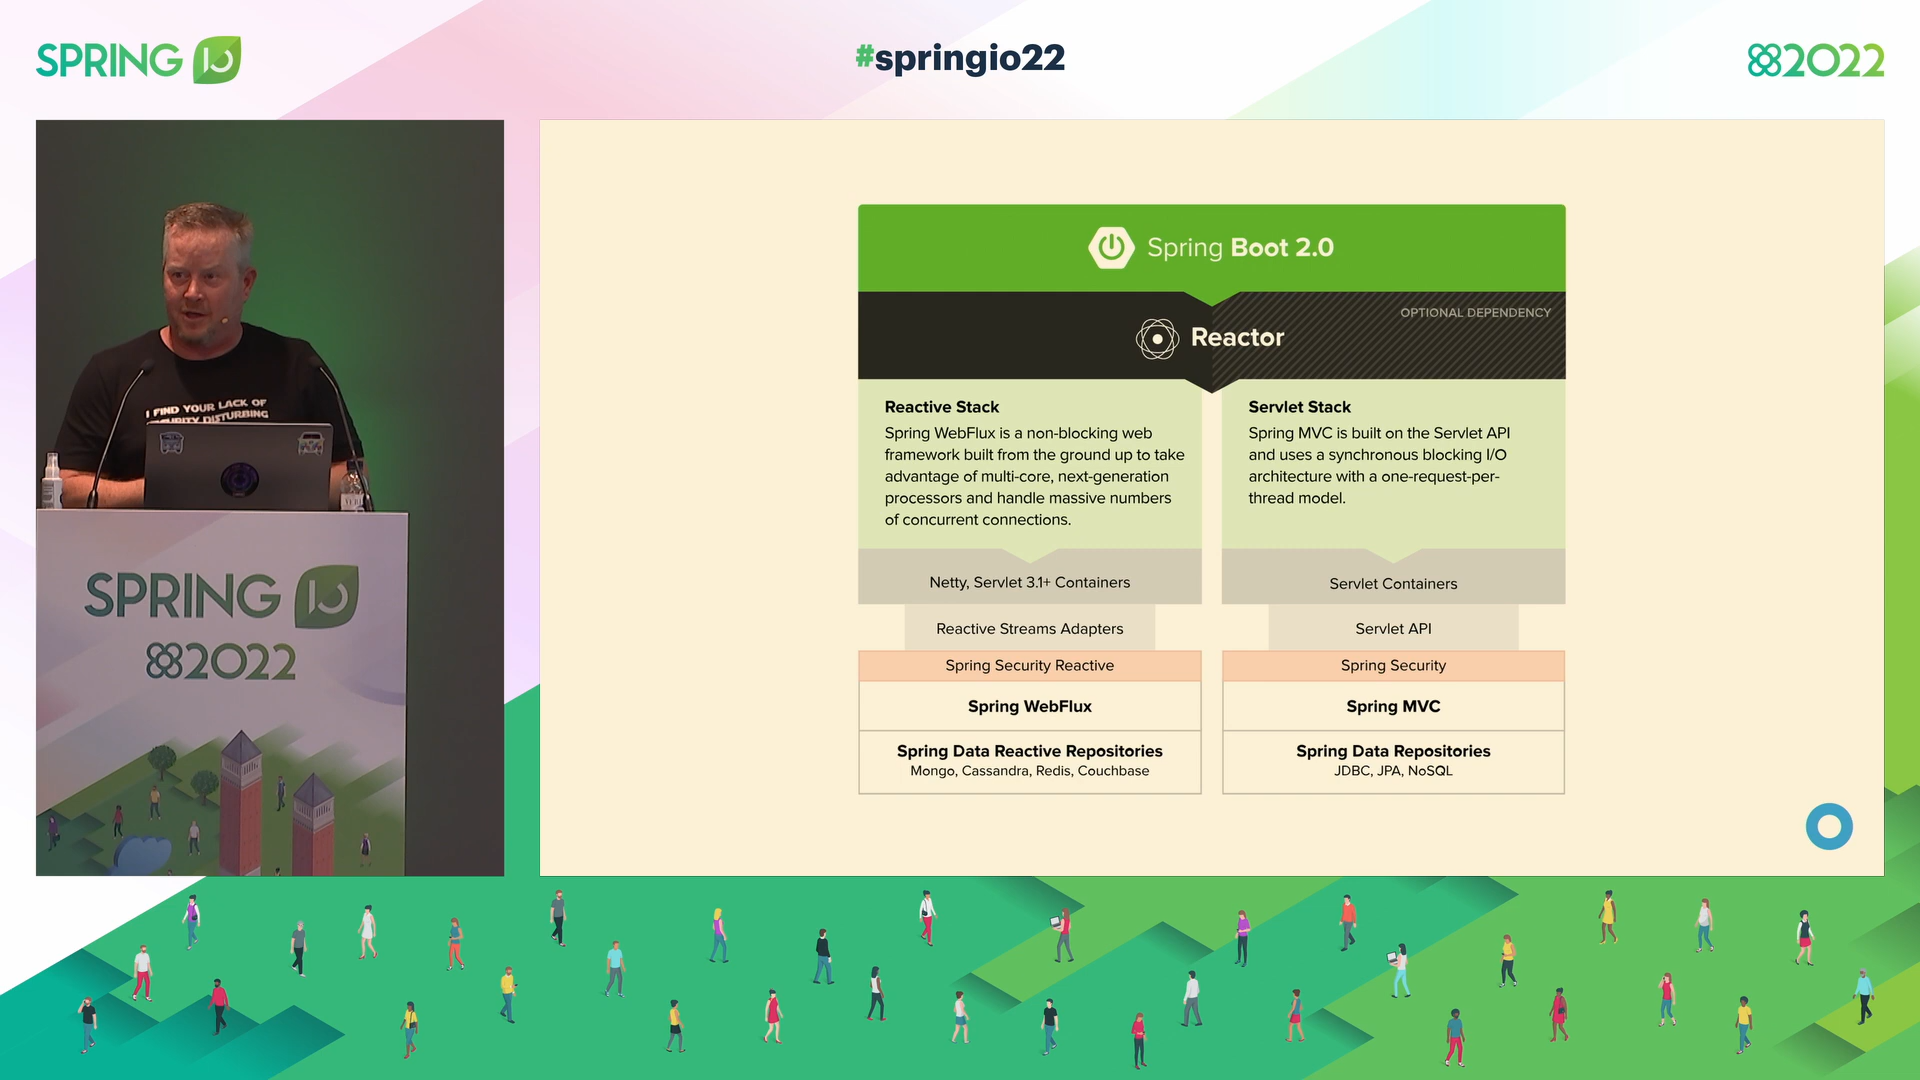 SPRING IO
#springio22
2022
I FIND YOUR LACK OF
SECURITY DISTURBING
SPRING IO
2022
Spring Boot 2.0
OPTIONAL DEPENDENCY
Reactor
Reactive Stack
Spring WebFlux is a non-blocking web
framework built from the ground up to take
advantage of multi-core, next-generation
processors and handle massive numbers
of concurrent connections.
Servlet Stack
Spring MVC is built on the Servlet API
and uses a synchronous blocking I/O
architecture with a one-request-per-
thread model.
Netty, Servlet 3.1+ Containers
Servlet Containers
Reactive Streams Adapters
Servlet API
Spring Security Reactive
Spring Security
Spring WebFlux
Spring MVC
Spring Data Reactive Repositories
Mongo, Cassandra, Redis, Couchbase
Spring Data Repositories
JDBC, JPA, NoSQL